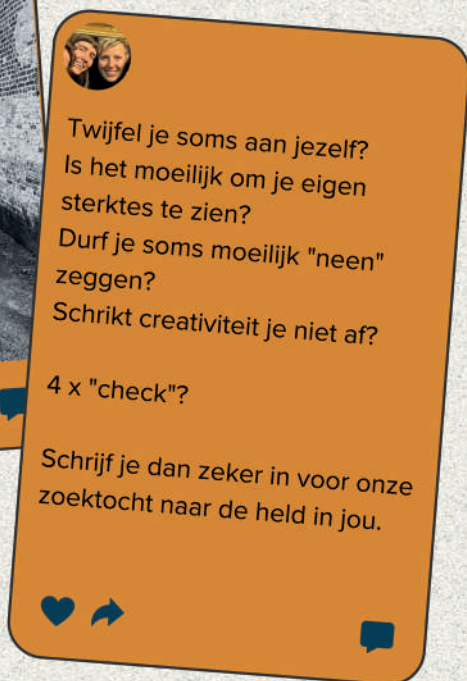 Twijfel je soms aan jezelf?
Is het moeilijk om je eigen
sterktes te zien?
Durf je soms moeilijk "neen"
zeggen?
Schrikt creativiteit je niet af?
4 x "check"?
Schrijf je dan zeker in voor onze
zoektocht naar de held in jou.